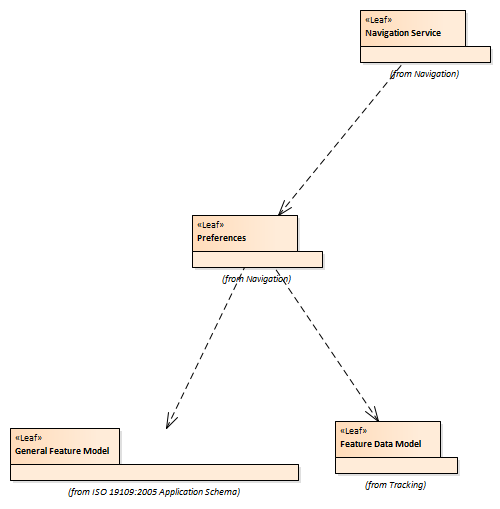 «Leaf»
Navigation Service
(from Navigation)
«Leaf»
Preferences
(from Navigation)
«Leaf»
General Feature Model
(from ISO 19109:2005 Application Schema)
«Leaf»
Feature Data Model
(from Tracking)